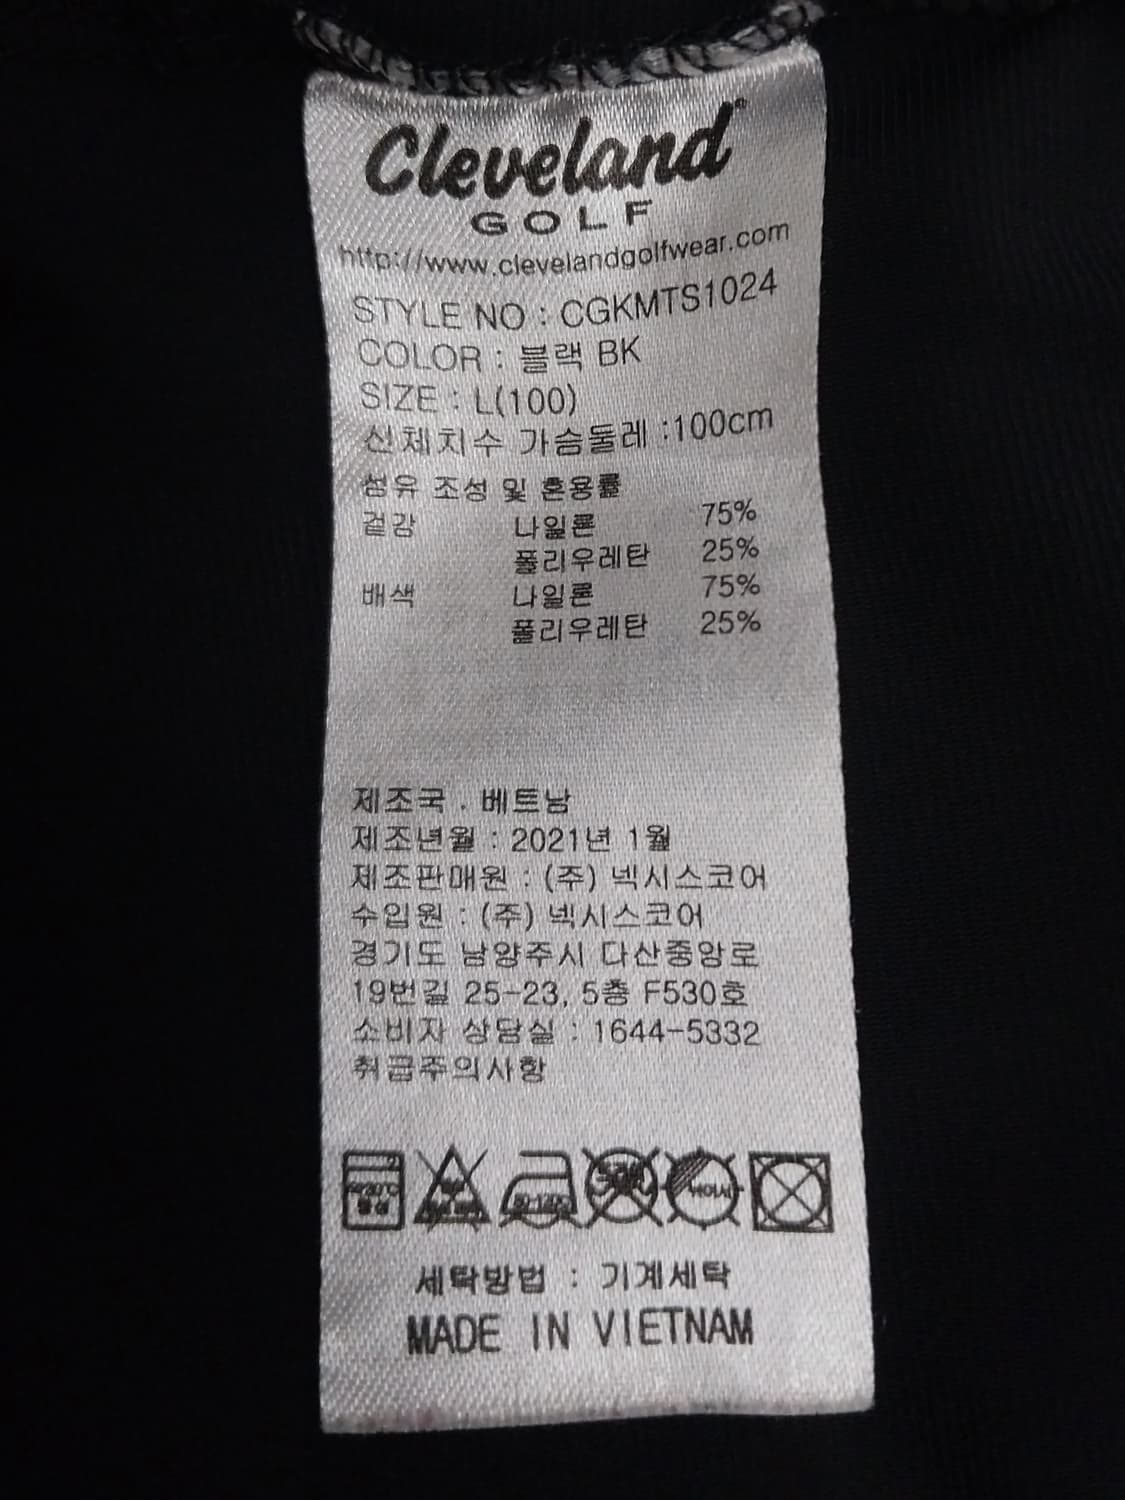 Cleveland®
GOLF
http://www.clevelandgolfwear.com
STYLE NO : CGKMTS1024
COLOR : 블랙 BK
SIZE : L(100)
신체치수 가슴둘레 :100cm
섬유 조성 및 혼용률
겉감 나일론 75%
폴리우레탄 25%
배색 나일론 75%
폴리우레탄 25%
제조국 . 베트남
제조년월 : 2021년 1월
제조판매원 : (주) 넥시스코어
수입원 : (주) 넥시스코어
경기도 남양주시 다산중앙로
19번길 25-23, 5층 F530호
소비자 상담실 : 1644-5332
취급주의사항
세탁방법 : 기계세탁
MADE IN VIETNAM